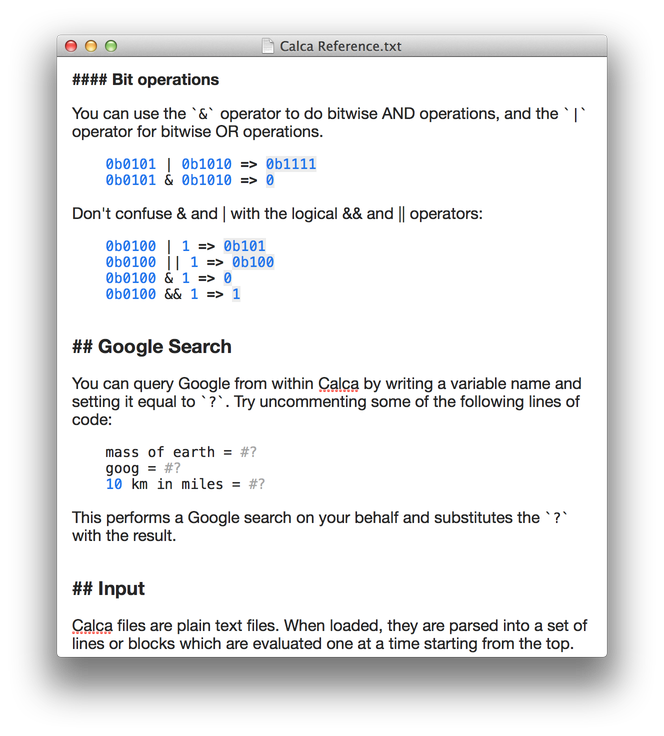 Calca Reference.txt
#### Bit operations
You can use the `&` operator to do bitwise AND operations, and the `|`
operator for bitwise OR operations.
0b0101 | 0b1010 => 0b1111
0b0101 & 0b1010 => 0
Don't confuse & and | with the logical && and || operators:
0b0100 | 1 => 0b101
0b0100 || 1 => 0b100
0b0100 & 1 => 0
0b0100 && 1 => 1
## Google Search
You can query Google from within Calca by writing a variable name and
setting it equal to `?`. Try uncommenting some of the following lines of
code:
mass of earth = #?
goog = #?
10 km in miles = #?
This performs a Google search on your behalf and substitutes the `?`
with the result.
## Input
Calca files are plain text files. When loaded, they are parsed into a set of
lines or blocks which are evaluated one at a time starting from the top.